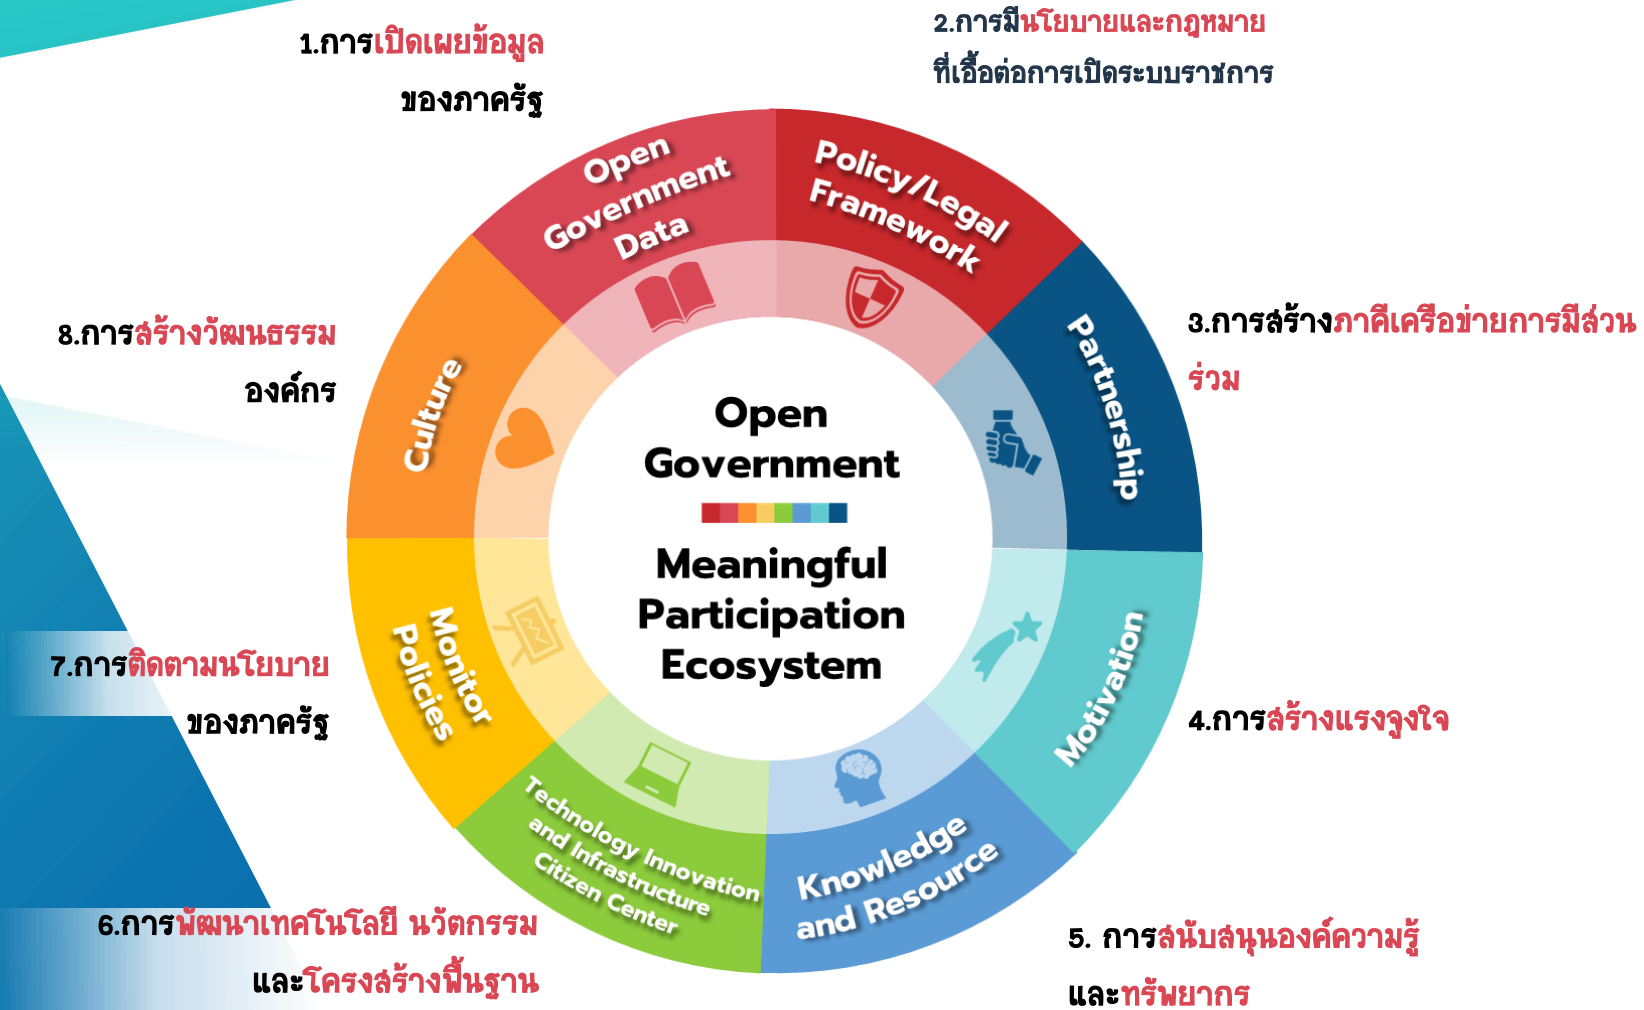 1.การเปิดเผยข้อมูล
ของภาครัฐ
2.การมีนโยบายและกฎหมาย
ที่เอื้อต่อการเปิดระบบราชการ
Open
Government
Data
Policy/Legal
Framework
3.การสร้างภาคีเครือข่ายการมีส่วน
ร่วม
Partnership
8.การสร้างวัฒนธรรม
องค์กร
Culture
Open
Government
Meaningful
Participation
Ecosystem
Motivation
4.การสร้างแรงจูงใจ
7.การติดตามนโยบาย
ของภาครัฐ
Monitor
Policies
Technology Innovation
and Infrastructure
Citizen Center
Knowledge
and Resource
6.การพัฒนาเทคโนโลยี นวัตกรรม
และโครงสร้างพื้นฐาน
5. การสนับสนุนองค์ความรู้
และทรัพยากร